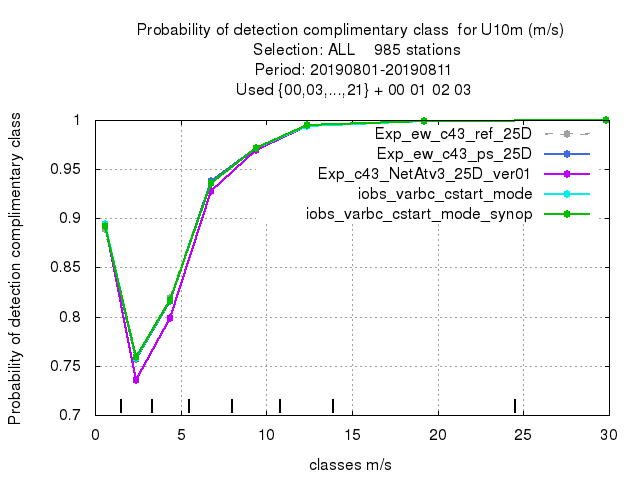 Probability of detection complimentary class  for U10m (m/s)
Selection: ALL    985 stations
Period: 20190801-20190811
Used {00,03,...,21} + 00 01 02 03
Probability of detection complimentary class
1
0.95
0.9
0.85
0.8
0.75
0.7
Exp_ew_c43_ref_25D
Exp_ew_c43_ps_25D
Exp_c43_NetAtv3_25D_ver01
iobs_varbc_cstart_mode
iobs_varbc_cstart_mode_synop
0 5 10 15 20 25 30
classes m/s